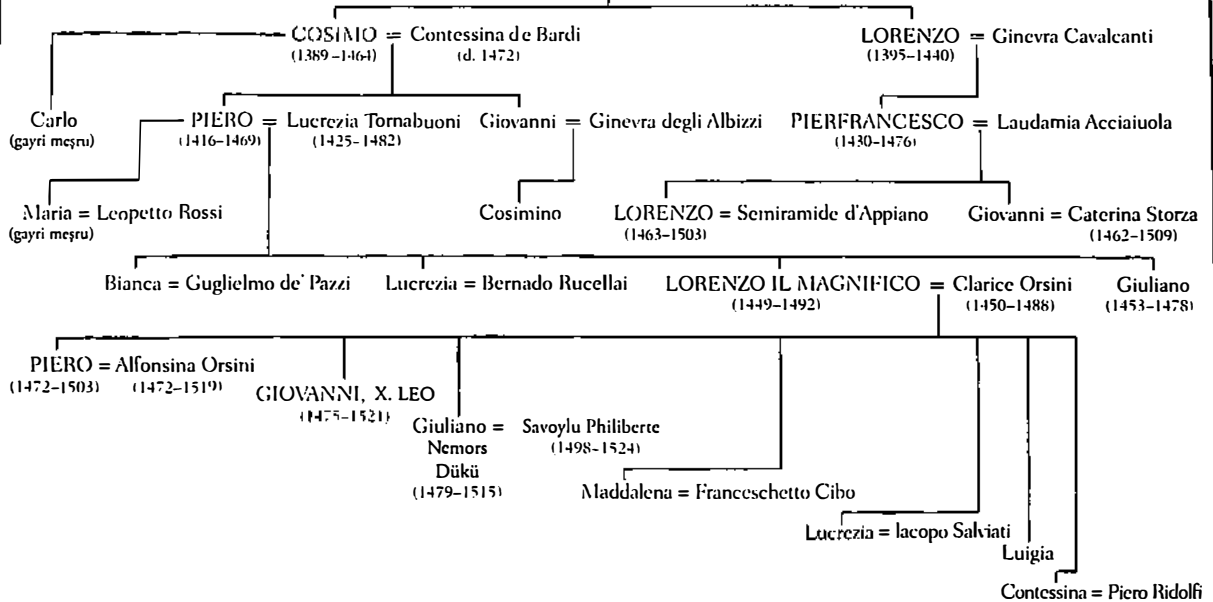 COSIMO = Contessina de Bardi
(1389–1464) (d. 1472)
LORENZO = Ginevra Cavalcanti
(1395–1440)
Carlo
(gayri meşru)
PIERO = Lucrezia Tornabuoni
(1416–1469) (1425–1482)
Giovanni = Ginevra degli Albizzi
PIERFRANCESCO = Laudamia Acciaiuola
(1430–1476)
Maria = Leopetto Rossi
(gayri meşru)
Cosimino
LORENZO = Semiramide d'Appiano
(1463–1503)
Giovanni = Caterina Storza
(1462–1509)
Bianca = Guglielmo de' Pazzi
Lucrezia = Bernado Rucellai
LORENZO IL MAGNIFICO = Clarice Orsini
(1449–1492) (1450–1488)
Giuliano
(1453–1478)
PIERO = Alfonsina Orsini
(1472–1503) (1472–1519)
GIOVANNI, X. LEO
(1475–1521)
Giuliano = Savoylu Philiberte
Nemors (1498–1524)
Dükü
(1479–1515)
Maddalena = Franceschetto Cibo
Lucrezia = Iacopo Salviati
Luigia
Contessina = Piero Ridolfi